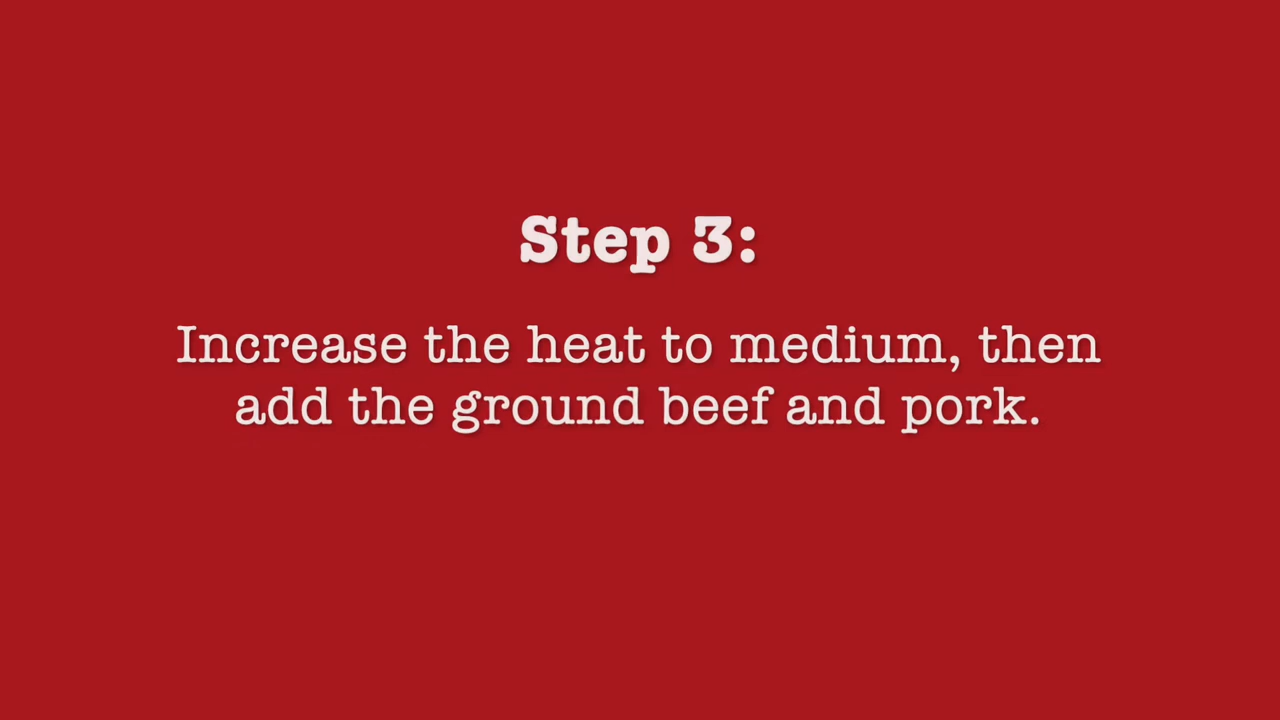 Step 3:
Increase the heat to medium, then
add the ground beef and pork.